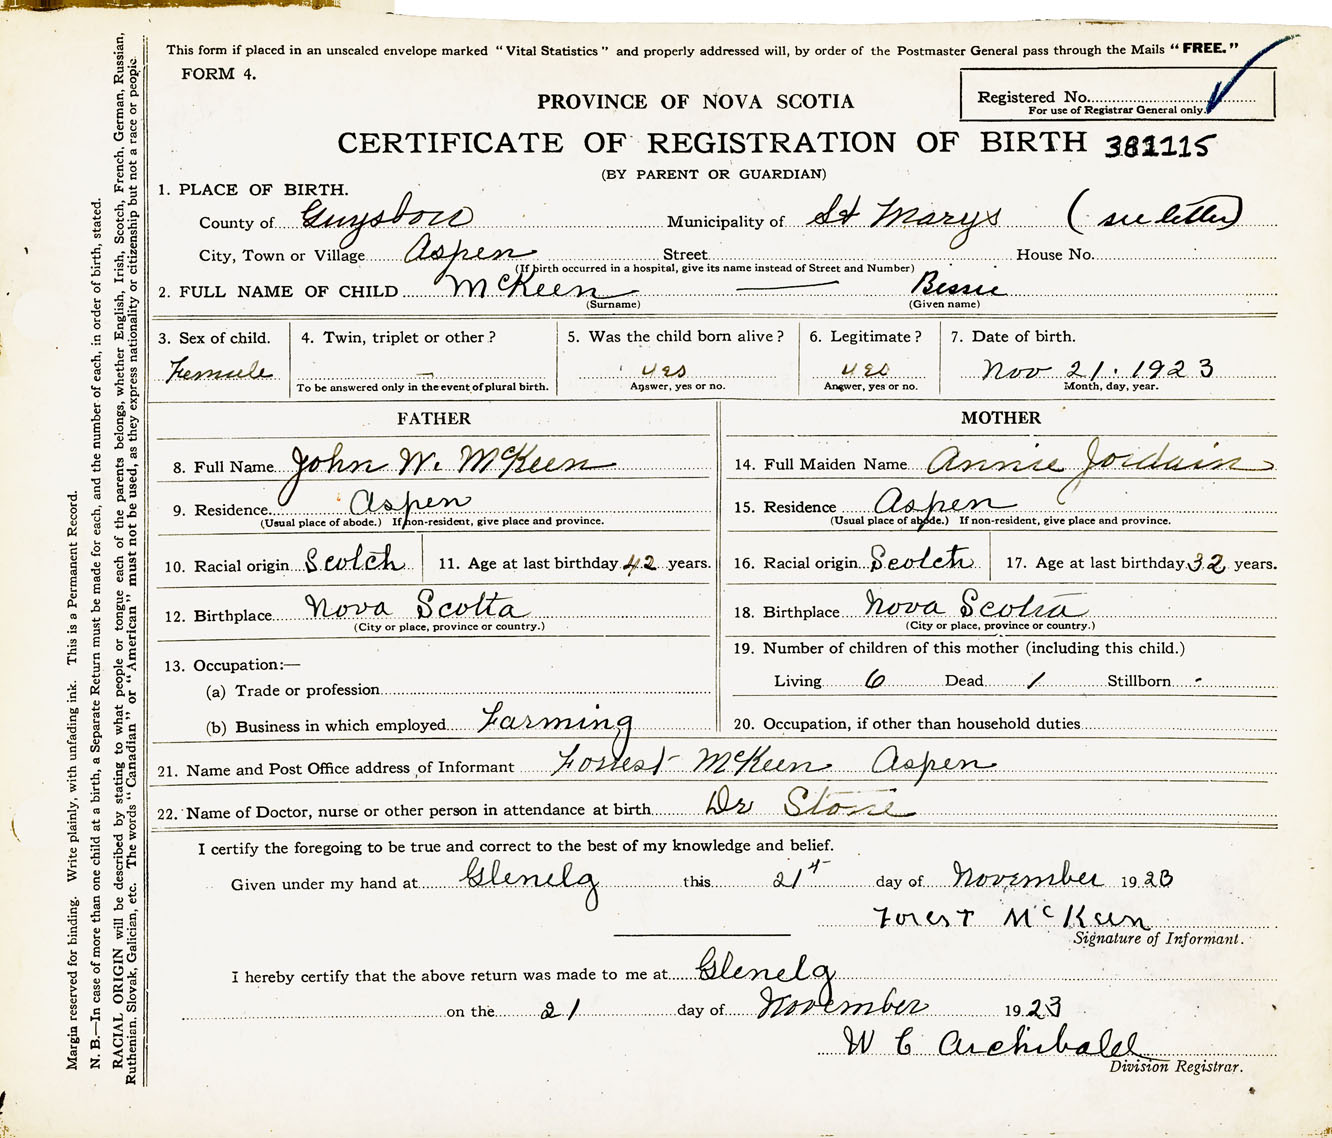 This form if placed in an unsealed envelope marked "Vital Statistics" and properly addressed will, by order of the Postmaster General pass through the Mails "FREE."
FORM 4.
Registered No.
For use of Registrar General only.
PROVINCE OF NOVA SCOTIA
CERTIFICATE OF REGISTRATION OF BIRTH 381115
(BY PARENT OR GUARDIAN)
1. PLACE OF BIRTH.
County of Guysboro Municipality of St Marys (see letter)
City, Town or Village Aspen Street House No.
(If birth occurred in a hospital, give its name instead of Street and Number)
2. FULL NAME OF CHILD McKeen — Bessie
(Surname) (Given name)
3. Sex of child. 4. Twin, triplet or other? 5. Was the child born alive? 6. Legitimate? 7. Date of birth.
Female — yes yes Nov 21. 1923
To be answered only in the event of plural birth. Answer, yes or no. Answer, yes or no. Month, day, year.
FATHER MOTHER
8. Full Name John W. McKeen 14. Full Maiden Name Annie Jordain
9. Residence Aspen 15. Residence Aspen
(Usual place of abode.) If non-resident, give place and province. (Usual place of abode.) If non-resident, give place and province.
10. Racial origin Scotch 11. Age at last birthday 42 years. 16. Racial origin Scotch 17. Age at last birthday 32 years.
12. Birthplace Nova Scotia 18. Birthplace Nova Scotia
(City or place, province or country.) (City or place, province or country.)
13. Occupation:— 19. Number of children of this mother (including this child.)
(a) Trade or profession Living 6 Dead 1 Stillborn -
(b) Business in which employed Farming 20. Occupation, if other than household duties
21. Name and Post Office address of Informant Forrest McKeen Aspen
22. Name of Doctor, nurse or other person in attendance at birth Dr Stone
I certify the foregoing to be true and correct to the best of my knowledge and belief.
Given under my hand at Glenelg this 21st day of November 1923
Forest McKeen
Signature of Informant.
I hereby certify that the above return was made to me at Glenelg
on the 21 day of November 1923
W C Archibald
Division Registrar.
Margin reserved for binding. Write plainly, with unfading ink. This is a Permanent Record.
N. B.—In case of more than one child at a birth, a Separate Return must be made for each, and the number of each, in order of birth, stated.
RACIAL ORIGIN will be described by stating to what people or tongue each of the parents belongs, whether English, Irish, Scotch, French, German, Russian,
Ruthenian, Slovak, Galician, etc. The words "Canadian" or "American" must not be used, as they express nationality or citizenship but not a race or people.